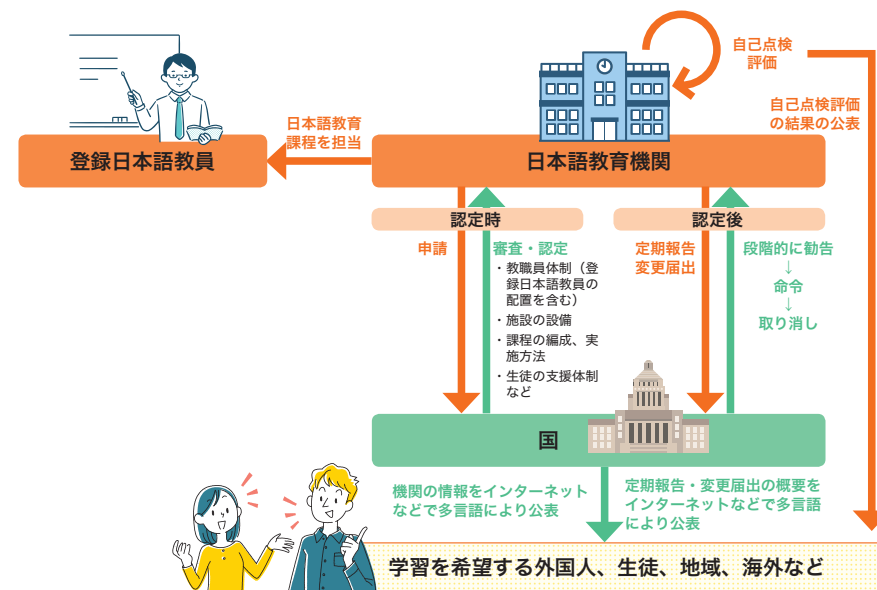 自己点検
評価
自己点検評価
の結果の公表
日本語教育
課程を担当
登録日本語教員
日本語教育機関
認定時
認定後
申請
審査・認定
・教職員体制（登
録日本語教員の
配置を含む）
・施設の設備
・課程の編成、実
施方法
・生徒の支援体制
など
定期報告
変更届出
段階的に勧告
↓
命令
↓
取り消し
国
機関の情報をインターネット
などで多言語により公表
定期報告・変更届出の概要を
インターネットなどで多言語
により公表
学習を希望する外国人、生徒、地域、海外など